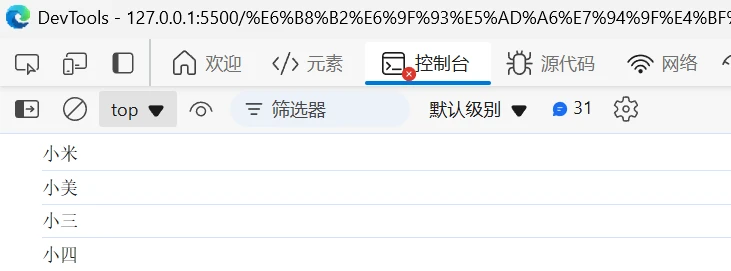 DevTools - 127.0.0.1:5500/%E6%B8%B2%E6%9F%93%E5%AD%A6%E7%94%9F%E4%BF%
欢迎 元素 控制台 源代码 网络
top 筛选器 默认级别 31
小米
小美
小三
小四